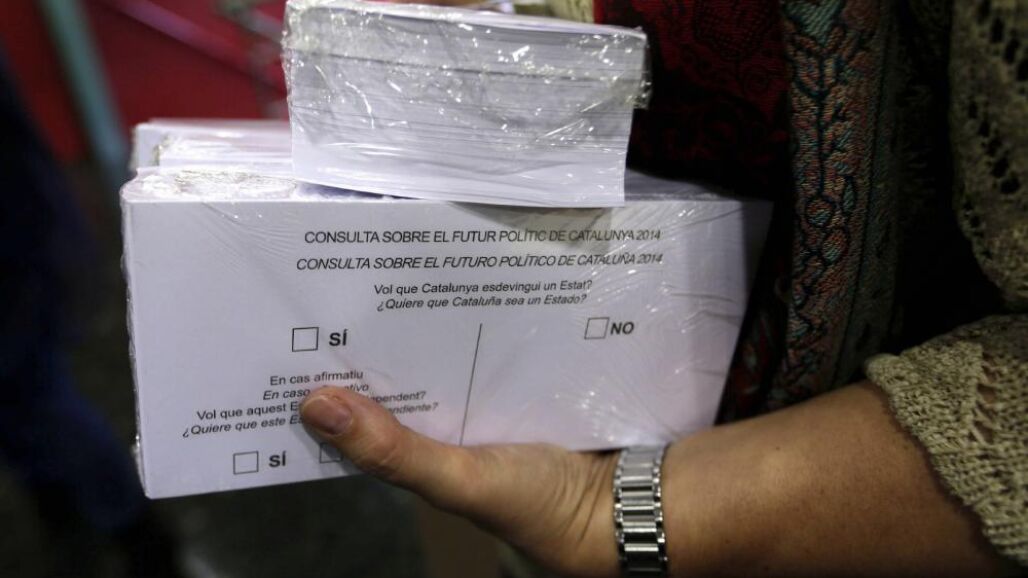 CONSULTA SOBRE EL FUTUR POLÍTIC DE CATALUNYA 2014
CONSULTA SOBRE EL FUTURO POLÍTICO DE CATALUÑA 2014
Vol que Catalunya esdevingui un Estat?
¿Quiere que Cataluña sea un Estado?
SÍ
NO
En cas afirmatiu
En caso
Vol que aquest
¿Quiere que este
SÍ